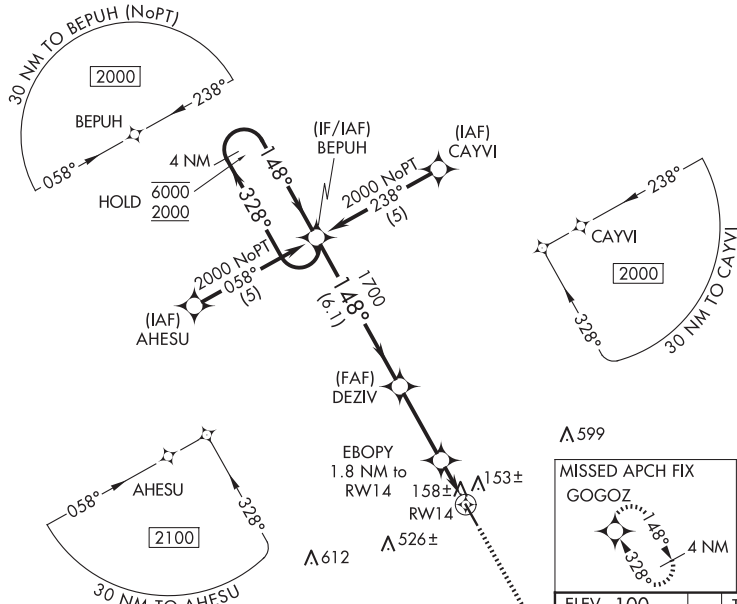 30 NM TO BEPUH (NoPT)
2000
238°
BEPUH
058°
(IF/IAF)
BEPUH
(IAF)
CAYVI
4 NM
148°
HOLD
6000
2000
328°
2000 NoPT
238°
(5)
2000 NoPT
058°
(5)
(IAF)
AHESU
1700
148°
(6.1)
238°
CAYVI
2000
328°
30 NM TO CAYVI
(FAF)
DEZIV
EBOPY
1.8 NM to
RW14
158±
153±
RW14
599
526±
612
058°
AHESU
328°
2100
30 NM TO AHESU
MISSED APCH FIX
GOGOZ
148°
328°
4 NM
ELEV 100